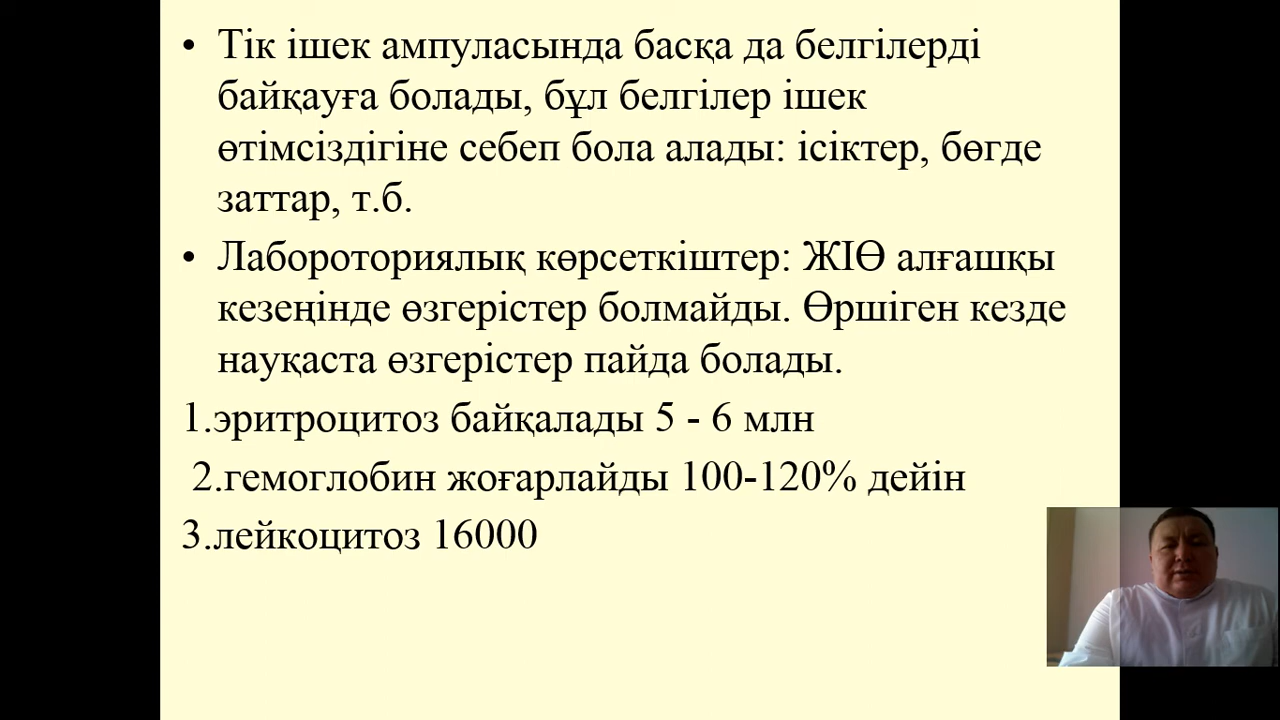 • Тік ішек ампуласында басқа да белгілерді
байқауға болады, бұл белгілер ішек
өтімсіздігіне себеп бола алады: ісіктер, бөгде
заттар, т.б.
• Лабороториялық көрсеткіштер: ЖІӨ алғашқы
кезеңінде өзгерістер болмайды. Өршіген кезде
науқаста өзгерістер пайда болады.
1.эритроцитоз байқалады 5 - 6 млн
2.гемоглобин жоғарлайды 100-120% дейін
3.лейкоцитоз 16000